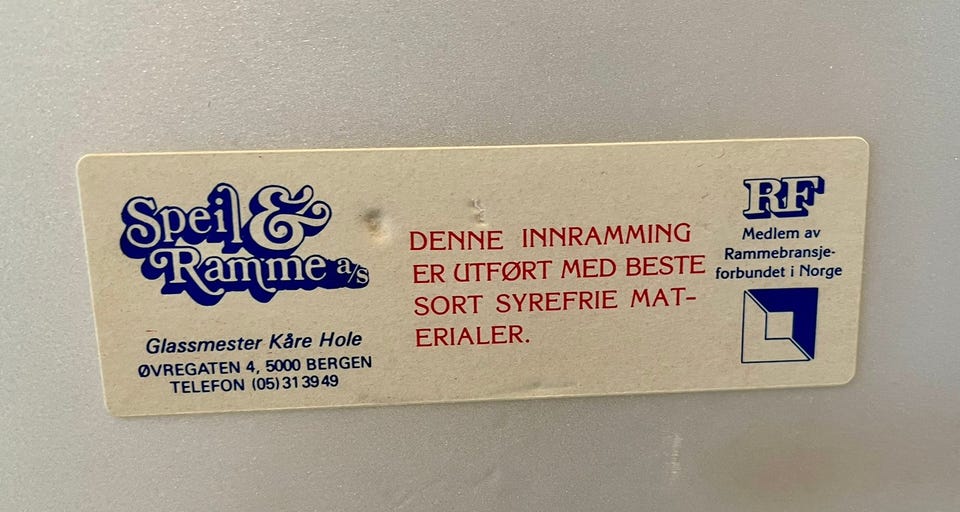 Speil &
Ramme a/s
Glassmester Kåre Hole
ØVREGATEN 4, 5000 BERGEN
TELEFON (05) 31 39 49
DENNE INNRAMMING
ER UTFØRT MED BESTE
SORT SYREFRIE MAT-
ERIALER.
RF
Medlem av
Rammebransje-
forbundet i Norge